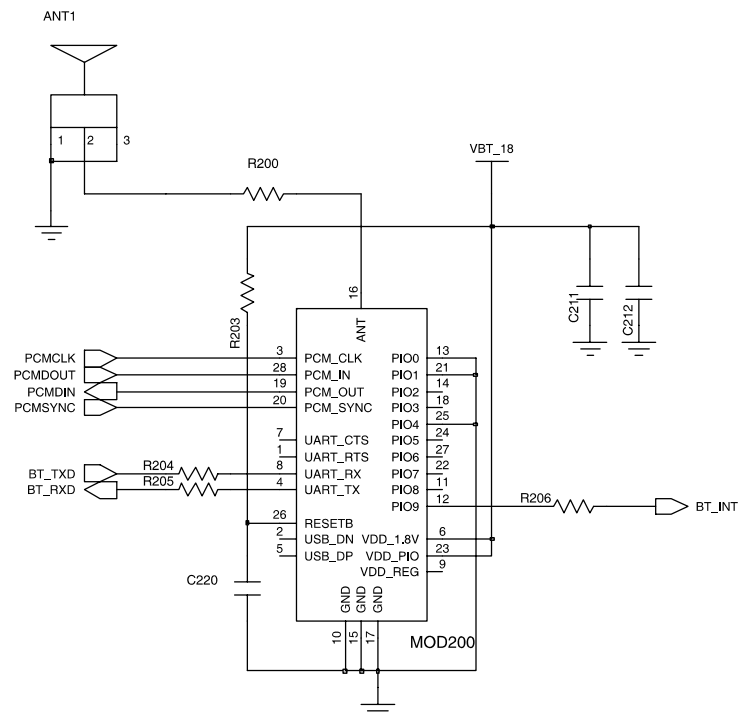 ANT1
1 2 3
R200
VBT_18
16
ANT
R203
C211
C212
PCMCLK 3 PCM_CLK PIO0 13
PCMDOUT 28 PCM_IN PIO1 21
PCMDIN 19 PCM_OUT PIO2 14
PCMSYNC 20 PCM_SYNC PIO3 18
PIO4 25
7 UART_CTS PIO5 24
1 UART_RTS PIO6 27
BT_TXD R204 8 UART_RX PIO7 22
BT_RXD R205 4 UART_TX PIO8 11
PIO9 12 R206 BT_INT
26 RESETB
2 USB_DN VDD_1.8V 6
5 USB_DP VDD_PIO 23
VDD_REG 9
C220
GND GND GND
10 15 17
MOD200